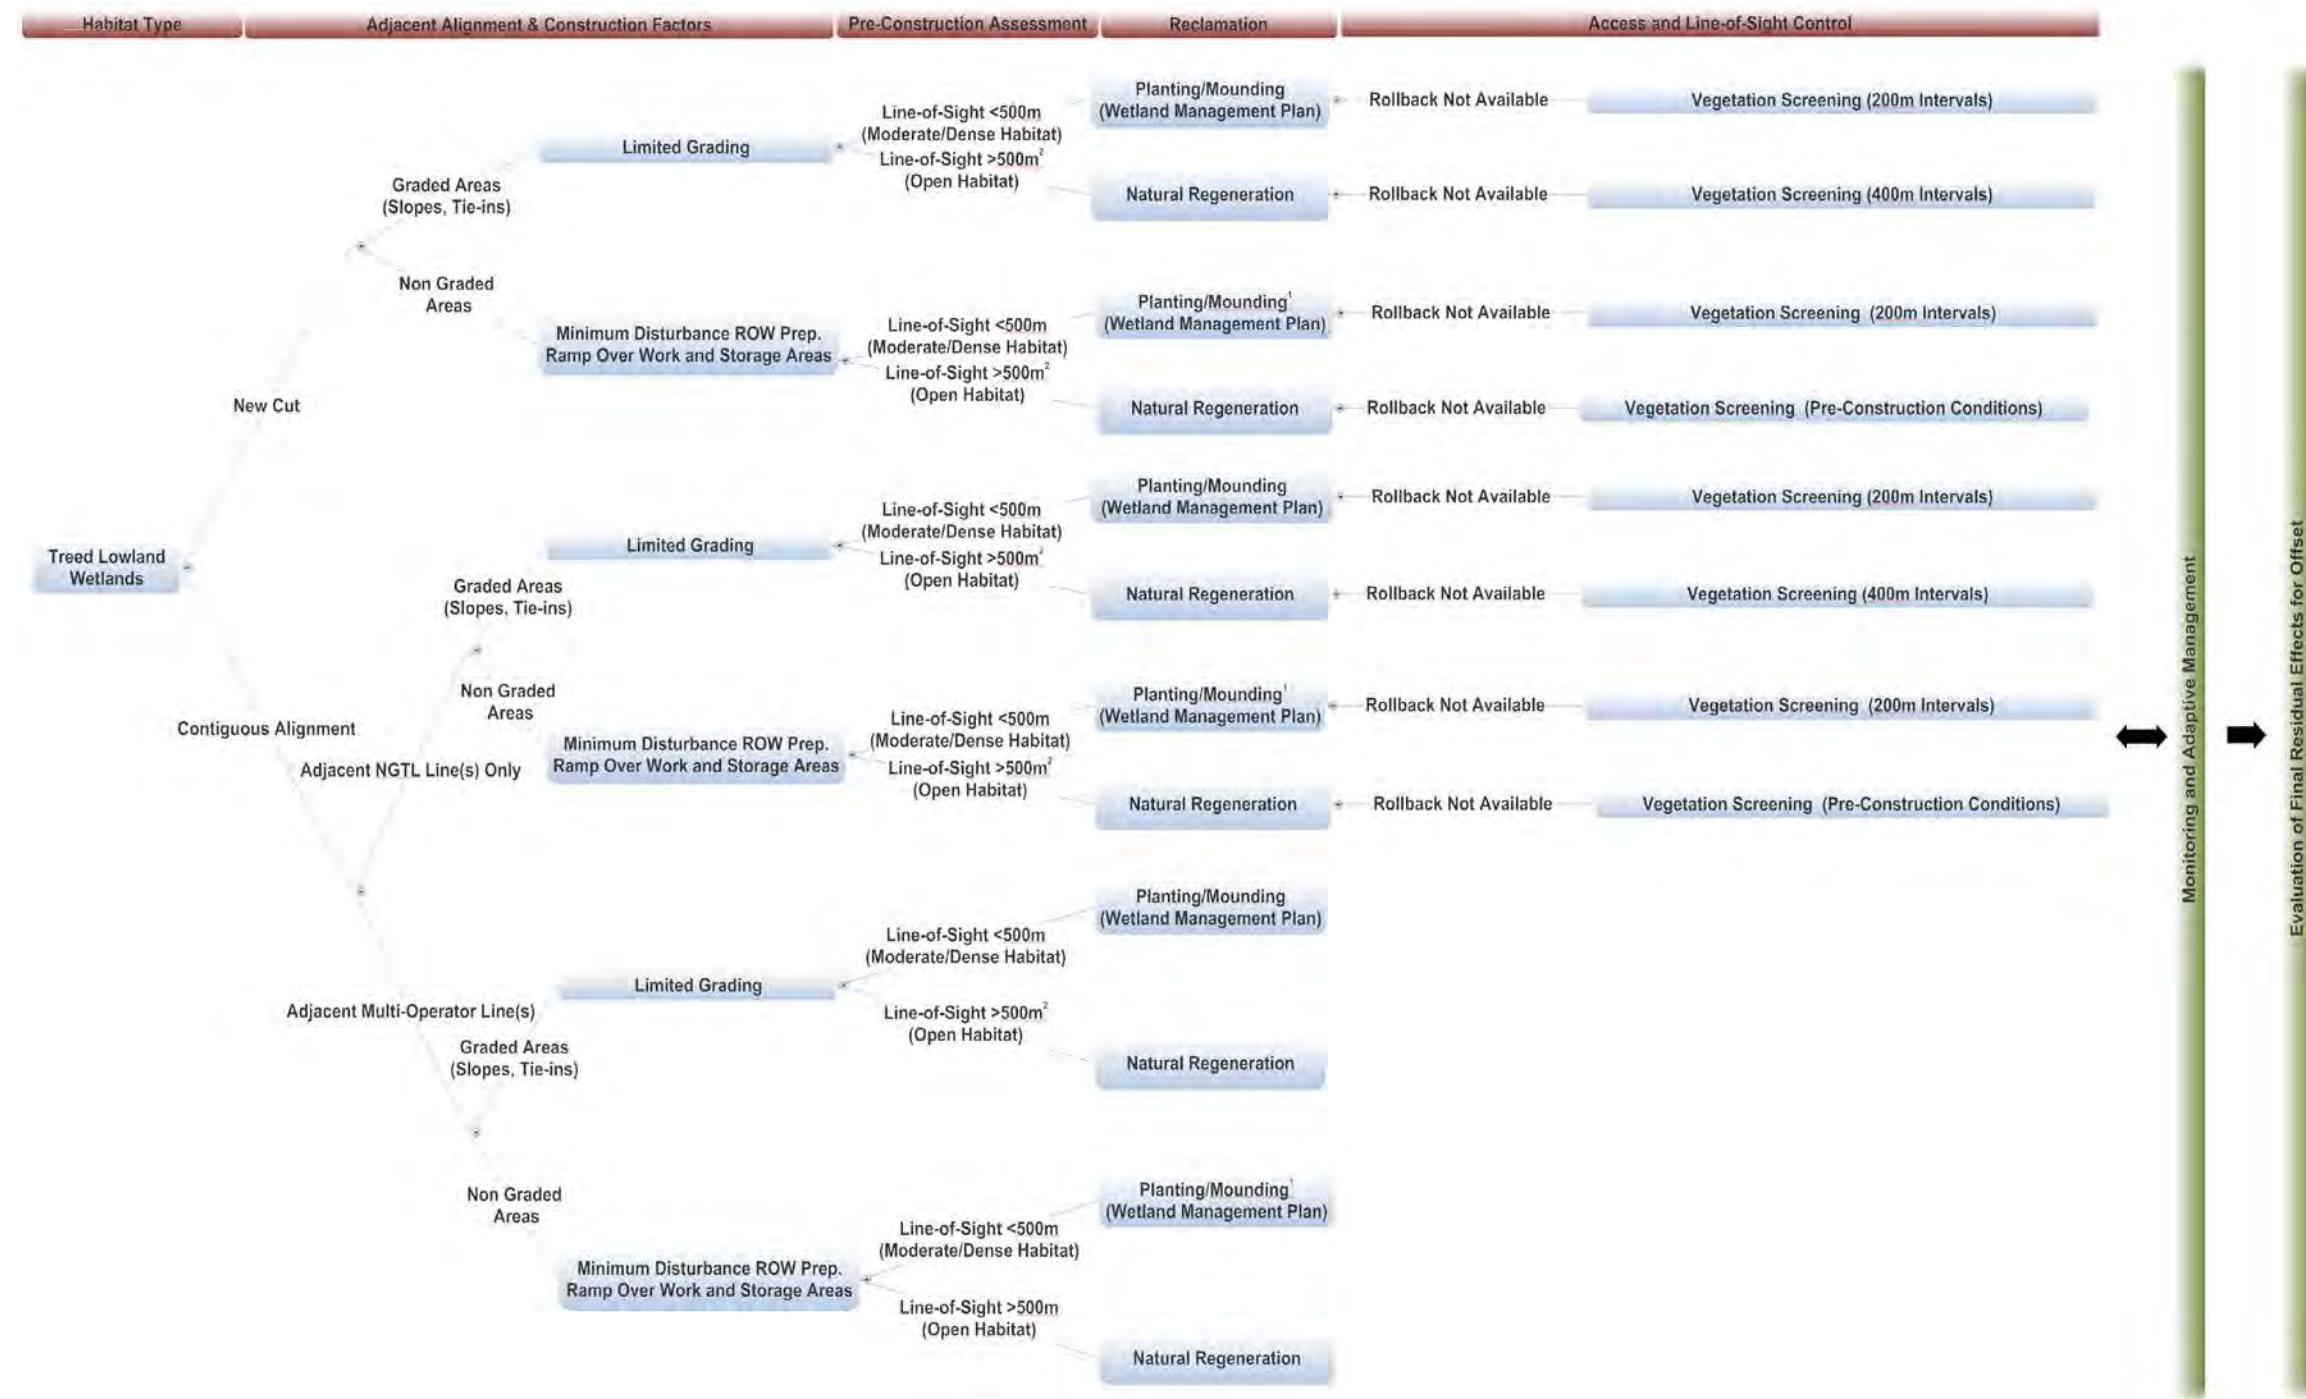 Habitat Type
Adjacent Alignment & Construction Factors
Pre-Construction Assessment
Reclamation
Access and Line-of-Sight Control
Treed Lowland
Wetlands
New Cut
Graded Areas
(Slopes, Tie-ins)
Limited Grading
Line-of-Sight <500m
(Moderate/Dense Habitat)
Planting/Mounding
(Wetland Management Plan)
Rollback Not Available
Vegetation Screening (200m Intervals)
Line-of-Sight >500m²
(Open Habitat)
Natural Regeneration
Rollback Not Available
Vegetation Screening (400m Intervals)
Non Graded
Areas
Minimum Disturbance ROW Prep.
Ramp Over Work and Storage Areas
Line-of-Sight <500m
(Moderate/Dense Habitat)
Planting/Mounding¹
(Wetland Management Plan)
Rollback Not Available
Vegetation Screening (200m Intervals)
Line-of-Sight >500m²
(Open Habitat)
Natural Regeneration
Rollback Not Available
Vegetation Screening (Pre-Construction Conditions)
Contiguous Alignment
Adjacent NGTL Line(s) Only
Graded Areas
(Slopes, Tie-ins)
Limited Grading
Line-of-Sight <500m
(Moderate/Dense Habitat)
Planting/Mounding
(Wetland Management Plan)
Rollback Not Available
Vegetation Screening (200m Intervals)
Line-of-Sight >500m²
(Open Habitat)
Natural Regeneration
Rollback Not Available
Vegetation Screening (400m Intervals)
Non Graded
Areas
Minimum Disturbance ROW Prep.
Ramp Over Work and Storage Areas
Line-of-Sight <500m
(Moderate/Dense Habitat)
Planting/Mounding¹
(Wetland Management Plan)
Rollback Not Available
Vegetation Screening (200m Intervals)
Line-of-Sight >500m²
(Open Habitat)
Natural Regeneration
Rollback Not Available
Vegetation Screening (Pre-Construction Conditions)
Adjacent Multi-Operator Line(s)
Graded Areas
(Slopes, Tie-ins)
Limited Grading
Line-of-Sight <500m
(Moderate/Dense Habitat)
Planting/Mounding
(Wetland Management Plan)
Line-of-Sight >500m²
(Open Habitat)
Natural Regeneration
Non Graded
Areas
Minimum Disturbance ROW Prep.
Ramp Over Work and Storage Areas
Line-of-Sight <500m
(Moderate/Dense Habitat)
Planting/Mounding¹
(Wetland Management Plan)
Line-of-Sight >500m
(Open Habitat)
Natural Regeneration
Monitoring and Adaptive Management
Evaluation of Final Residual Effects for Offset